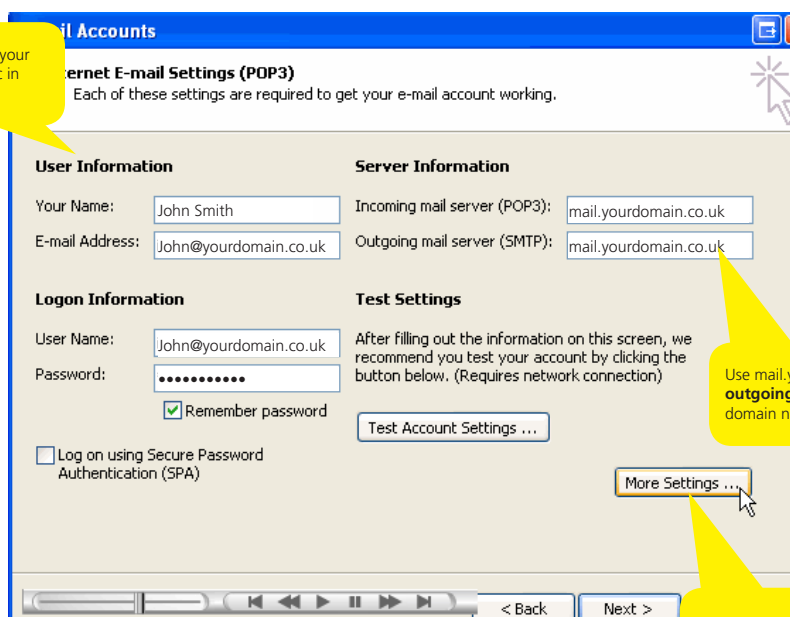 il Accounts
your
t in
ernet E-mail Settings (POP3)
Each of these settings are required to get your e-mail account working.
User Information
Your Name: John Smith
E-mail Address: John@yourdomain.co.uk
Server Information
Incoming mail server (POP3): mail.yourdomain.co.uk
Outgoing mail server (SMTP): mail.yourdomain.co.uk
Logon Information
User Name: John@yourdomain.co.uk
Password: •••••••••••
Remember password
Log on using Secure Password
Authentication (SPA)
Test Settings
After filling out the information on this screen, we
recommend you test your account by clicking the
button below. (Requires network connection)
Test Account Settings ...
Use mail.y
outgoing
domain n
More Settings ...
< Back
Next >